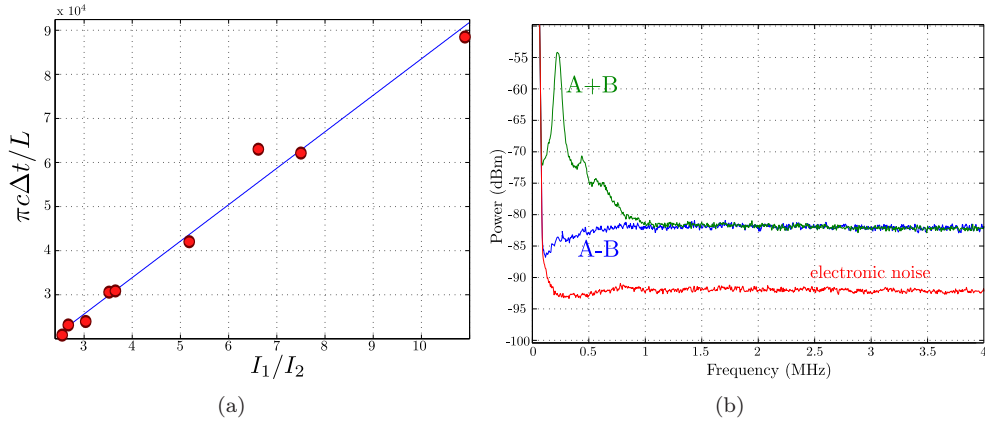 x 10⁴
9
8
7
6
5
4
3
3 4 5 6 7 8 9 10
πcΔt/L
I₁/I₂
(a)
-55
-60
-65
-70
-75
-80
-85
-90
-95
-100
0 0.5 1 1.5 2 2.5 3 3.5 4
Power (dBm)
Frequency (MHz)
A+B
A-B
electronic noise
(b)